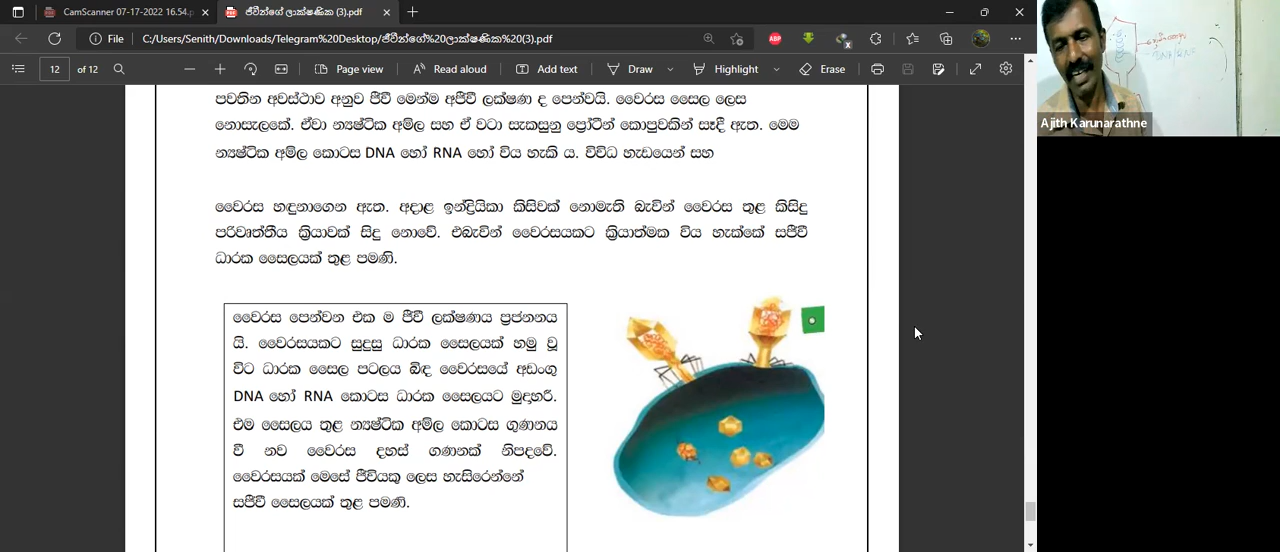 CamScanner 07-17-2022 16.54.p
ජීවීන්ගේ ලාක්ෂණික (3).pdf
File
C:/Users/Senith/Downloads/Telegram%20Desktop/ජීවීන්ගේ%20ලාක්ෂණික%20(3).pdf
ABP
12 of 12
Page view
Read aloud
Add text
Draw
Highlight
Erase
පවතින අවස්ථාව අනුව ජීවී මෙන්ම අජීවී ලක්ෂණ ද පෙන්වයි. වෛරස සෛල ලෙස
නොසැලකේ. ඒවා න්‍යෂ්ටික අම්ල සහ ඒ වටා සැකසුනු ප්‍රෝටීන් කොපුවකින් සෑදී ඇත. මෙම
න්‍යෂ්ටික අම්ල කොටස DNA හෝ RNA හෝ විය හැකි ය. විවිධ හැඩයෙන් සහ
වෛරස හඳුනාගෙන ඇත. අදාළ ඉන්ද්‍රියිකා කිසිවක් නොමැති බැවින් වෛරස තුළ කිසිදු
පරිවෘත්තීය ක්‍රියාවක් සිදු නොවේ. එබැවින් වෛරසයකට ක්‍රියාත්මක විය හැක්කේ සජීවී
ධාරක සෛලයක් තුළ පමණි.
වෛරස පෙන්වන එක ම ජීවී ලක්ෂණය ප්‍රජනනය
යි. වෛරසයකට සුදුසු ධාරක සෛලයක් හමු වූ
විට ධාරක සෛල පටලය බිඳ වෛරසයේ අඩංගු
DNA හෝ RNA කොටස ධාරක සෛලයට මුදාහරී.
එම සෛලය තුළ න්‍යෂ්ටික අම්ල කොටස ගුණනය
වී නව වෛරස දහස් ගණනක් නිපදවේ.
වෛරසයක් මෙසේ ජීවියකු ලෙස හැසිරෙන්නේ
සජීවී සෛලයක් තුළ පමණි.
Ajith Karunarathne